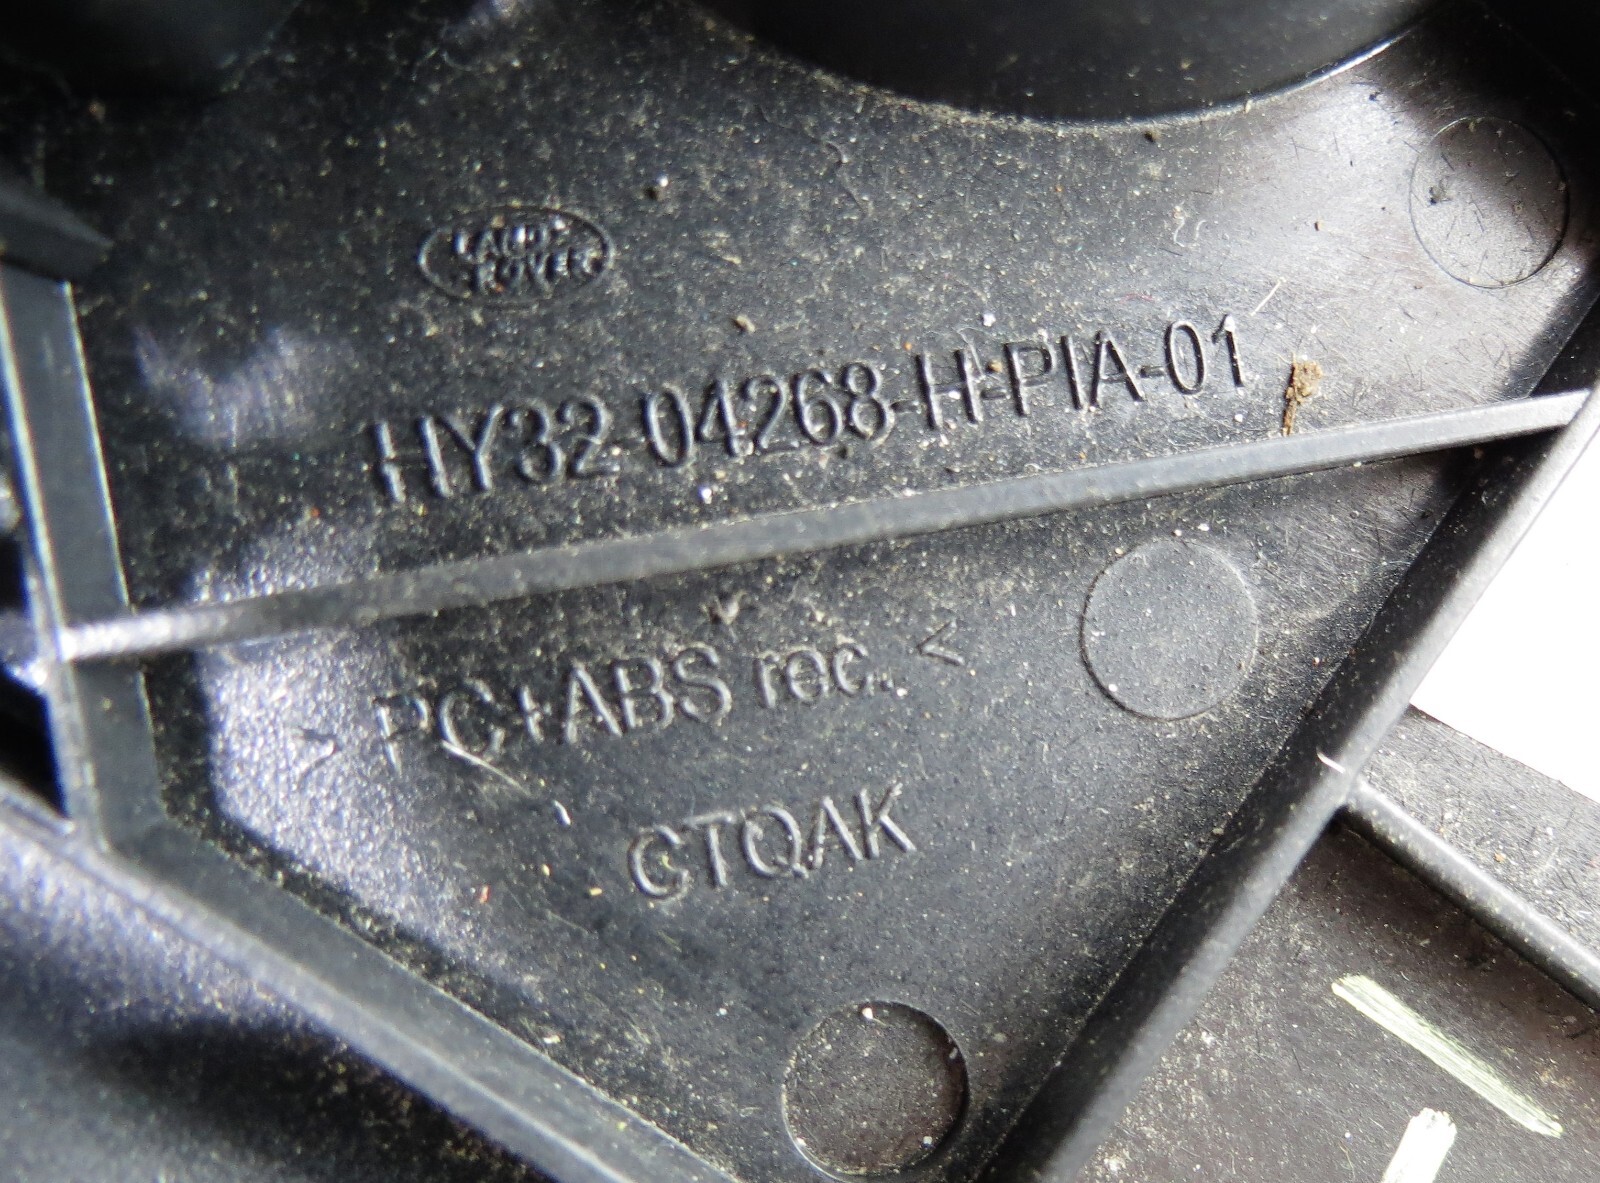 LAND-
ROVER
HY32-04268-H-PIA-01
> PC+ABS rec. <
CTQAK